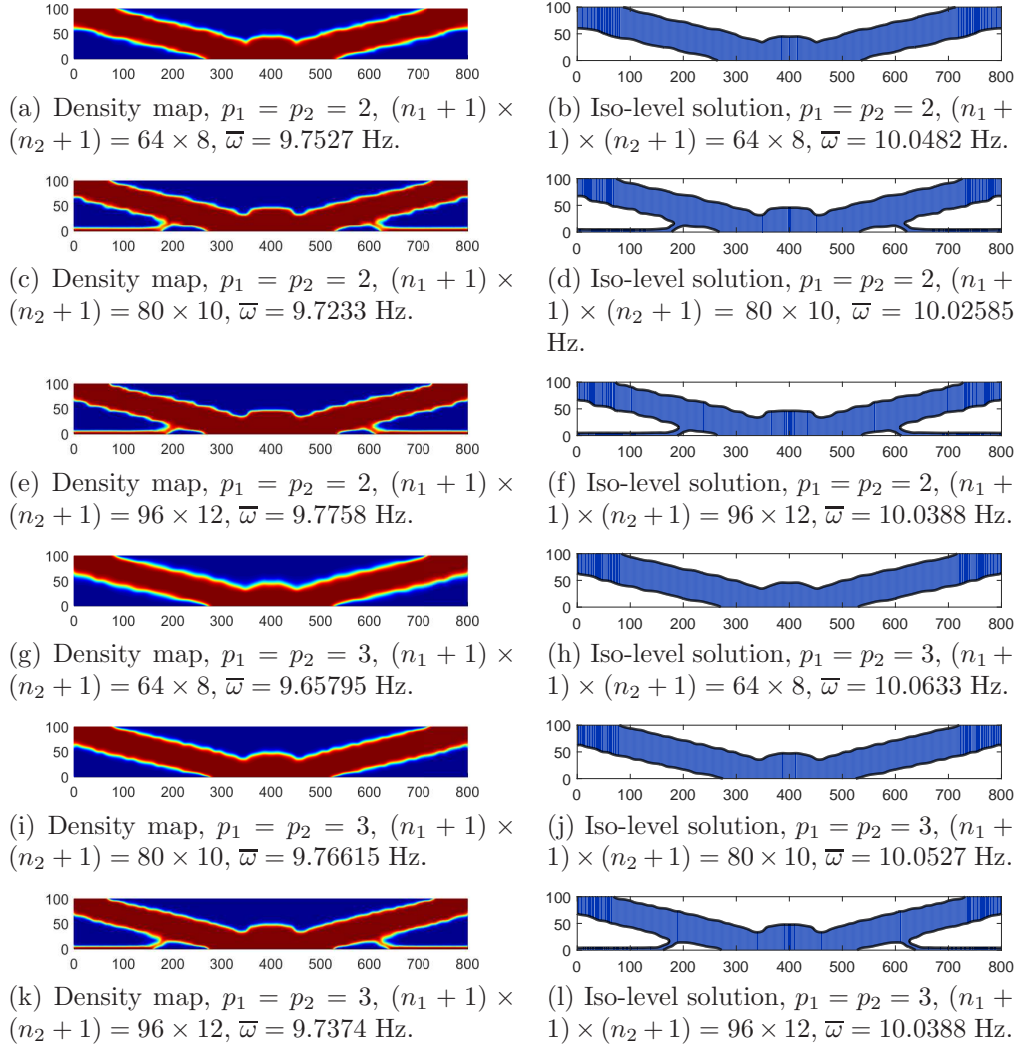 100
50
0
0 100 200 300 400 500 600 700 800
100
50
0
0 100 200 300 400 500 600 700 800
(a) Density map, p₁ = p₂ = 2, (n₁ + 1) ×
(n₂ + 1) = 64 × 8, ω̅ = 9.7527 Hz.
(b) Iso-level solution, p₁ = p₂ = 2, (n₁ +
1) × (n₂ + 1) = 64 × 8, ω̅ = 10.0482 Hz.
100
50
0
0 100 200 300 400 500 600 700 800
100
50
0
0 100 200 300 400 500 600 700 800
(c) Density map, p₁ = p₂ = 2, (n₁ + 1) ×
(n₂ + 1) = 80 × 10, ω̅ = 9.7233 Hz.
(d) Iso-level solution, p₁ = p₂ = 2, (n₁ +
1) × (n₂ + 1) = 80 × 10, ω̅ = 10.02585
Hz.
100
50
0
0 100 200 300 400 500 600 700 800
100
50
0
0 100 200 300 400 500 600 700 800
(e) Density map, p₁ = p₂ = 2, (n₁ + 1) ×
(n₂ + 1) = 96 × 12, ω̅ = 9.7758 Hz.
(f) Iso-level solution, p₁ = p₂ = 2, (n₁ +
1) × (n₂ + 1) = 96 × 12, ω̅ = 10.0388 Hz.
100
50
0
0 100 200 300 400 500 600 700 800
100
50
0
0 100 200 300 400 500 600 700 800
(g) Density map, p₁ = p₂ = 3, (n₁ + 1) ×
(n₂ + 1) = 64 × 8, ω̅ = 9.65795 Hz.
(h) Iso-level solution, p₁ = p₂ = 3, (n₁ +
1) × (n₂ + 1) = 64 × 8, ω̅ = 10.0633 Hz.
100
50
0
0 100 200 300 400 500 600 700 800
100
50
0
0 100 200 300 400 500 600 700 800
(i) Density map, p₁ = p₂ = 3, (n₁ + 1) ×
(n₂ + 1) = 80 × 10, ω̅ = 9.76615 Hz.
(j) Iso-level solution, p₁ = p₂ = 3, (n₁ +
1) × (n₂ + 1) = 80 × 10, ω̅ = 10.0527 Hz.
100
50
0
0 100 200 300 400 500 600 700 800
100
50
0
0 100 200 300 400 500 600 700 800
(k) Density map, p₁ = p₂ = 3, (n₁ + 1) ×
(n₂ + 1) = 96 × 12, ω̅ = 9.7374 Hz.
(l) Iso-level solution, p₁ = p₂ = 3, (n₁ +
1) × (n₂ + 1) = 96 × 12, ω̅ = 10.0388 Hz.